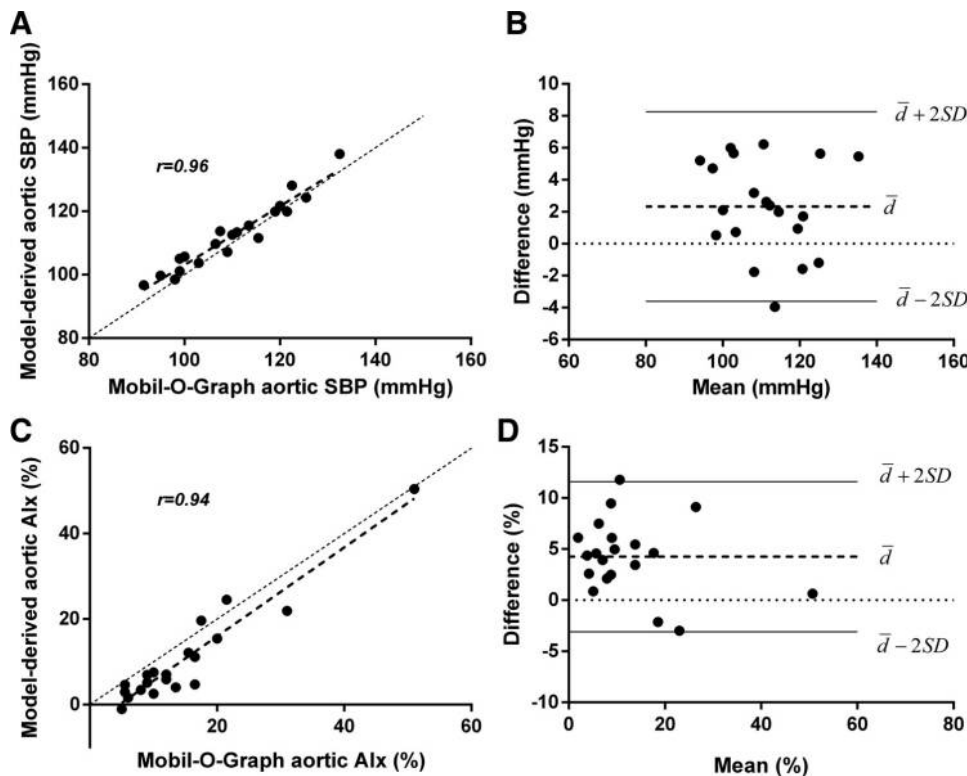 A
160
140
120
100
80
80
100
120
140
160
r=0.96
Model-derived aortic SBP (mmHg)
Mobil-O-Graph aortic SBP (mmHg)
B
10
8
6
4
2
0
-2
-4
-6
60
80
100
120
140
160
d̅ + 2SD
d̅
d̅ − 2SD
Difference (mmHg)
Mean (mmHg)
C
60
40
20
0
20
40
60
r=0.94
Model-derived aortic AIx (%)
Mobil-O-Graph aortic AIx (%)
D
15
10
5
0
-5
-10
0
20
40
60
80
d̅ + 2SD
d̅
d̅ − 2SD
Difference (%)
Mean (%)